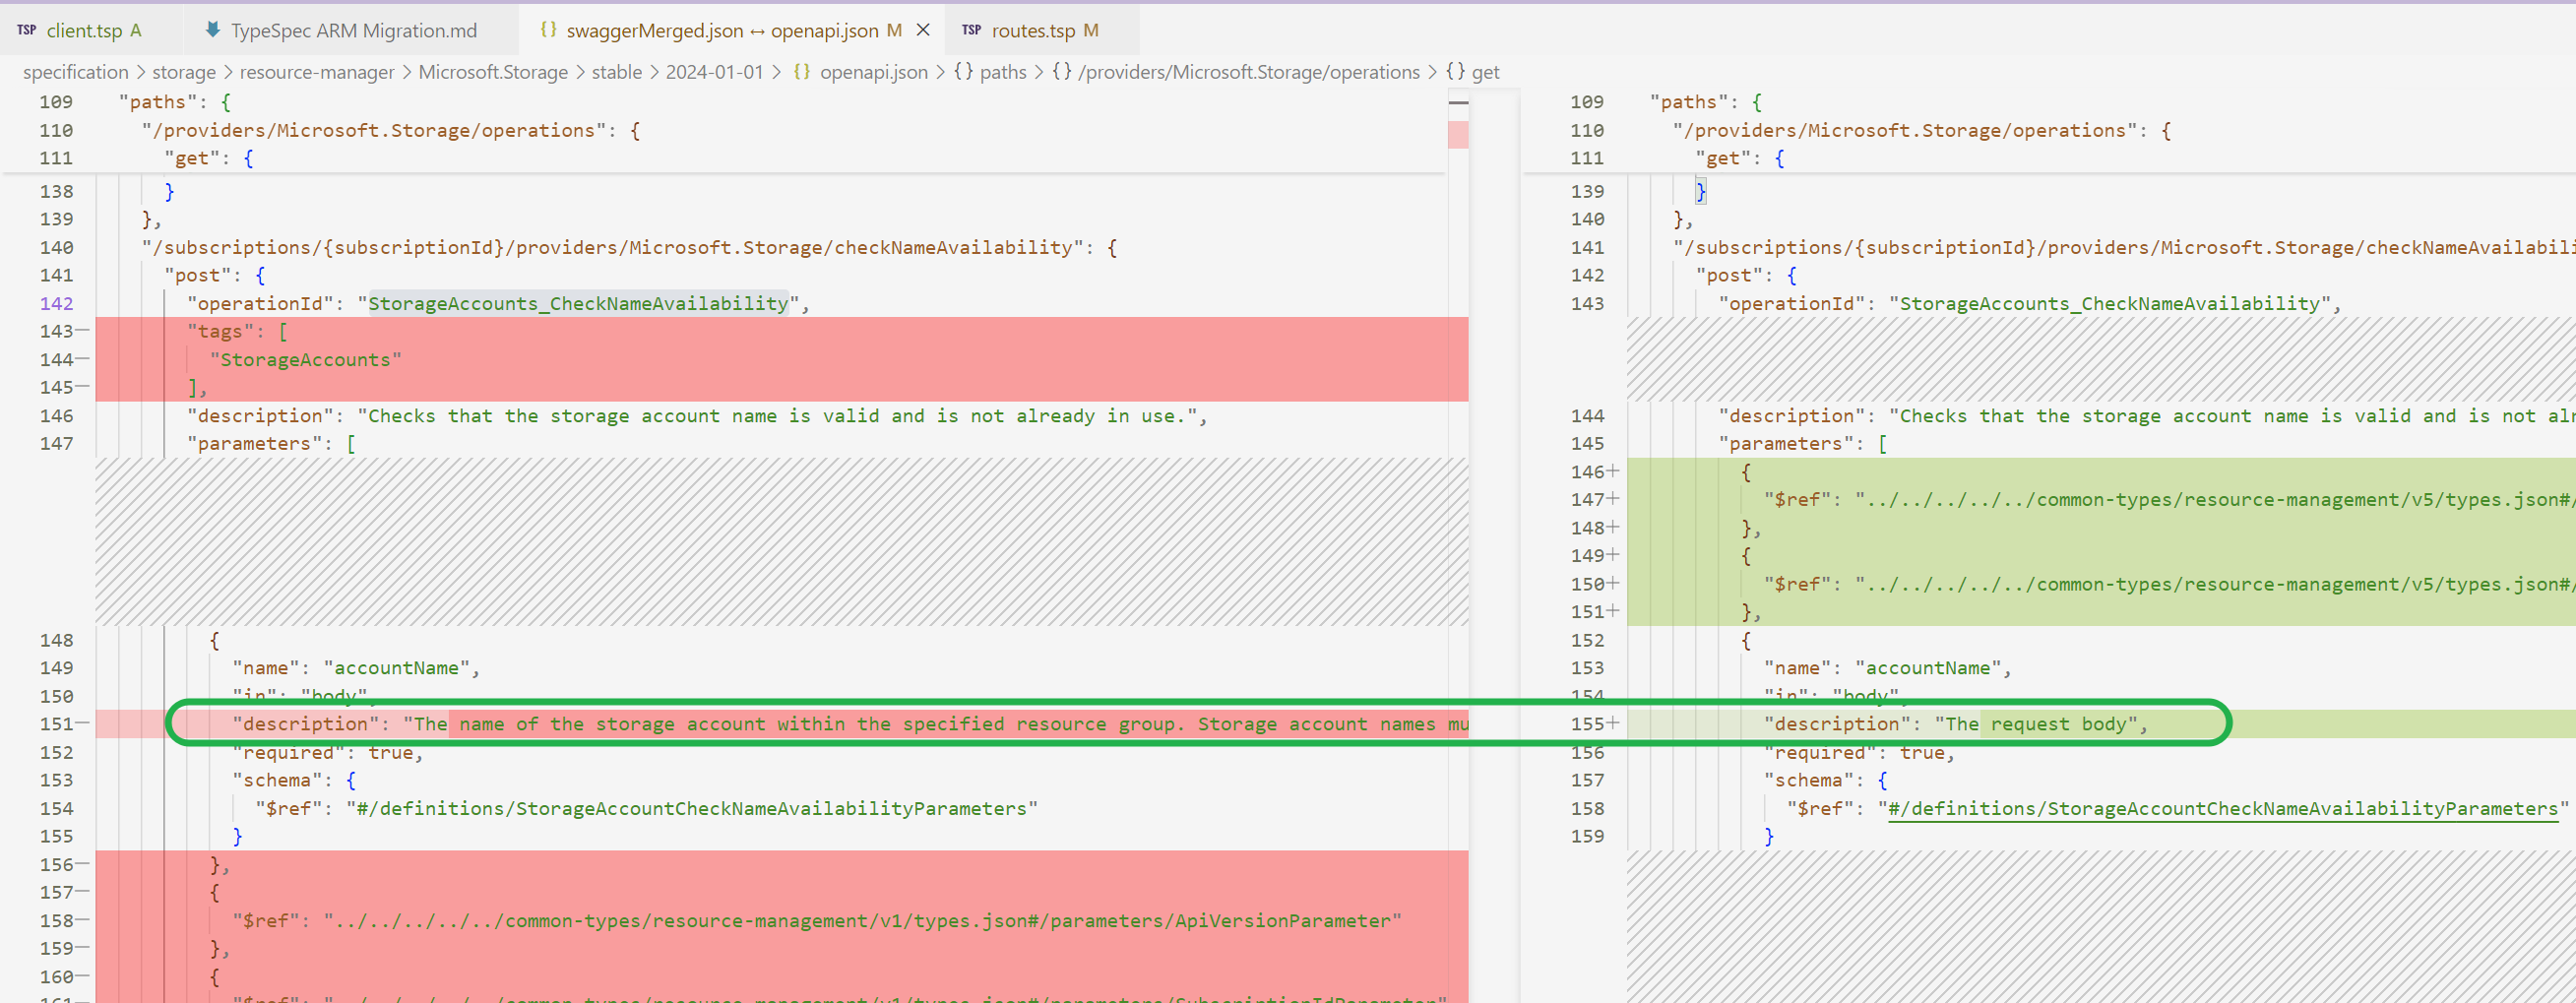 TSP client.tsp A
TypeSpec ARM Migration.md
{} swaggerMerged.json ↔ openapi.json M ×
TSP routes.tsp M
specification > storage > resource-manager > Microsoft.Storage > stable > 2024-01-01 > {} openapi.json > {} paths > {} /providers/Microsoft.Storage/operations > {} get
109 "paths": {
110 "/providers/Microsoft.Storage/operations": {
111 "get": {
138 }
139 },
140 "/subscriptions/{subscriptionId}/providers/Microsoft.Storage/checkNameAvailability": {
141 "post": {
142 "operationId": "StorageAccounts_CheckNameAvailability",
143− "tags": [
144− "StorageAccounts"
145− ],
146 "description": "Checks that the storage account name is valid and is not already in use.",
147 "parameters": [
148 {
149 "name": "accountName",
150 "in": "body"
151− "description": "The name of the storage account within the specified resource group. Storage account names mu
152 "required": true,
153 "schema": {
154 "$ref": "#/definitions/StorageAccountCheckNameAvailabilityParameters"
155 }
156− },
157− {
158− "$ref": "../../../../../common-types/resource-management/v1/types.json#/parameters/ApiVersionParameter"
159− },
160− {
161− "$ref": "../../../../../common-types/resource-management/v1/types.json#/parameters/SubscriptionIdParameter"
109 "paths": {
110 "/providers/Microsoft.Storage/operations": {
111 "get": {
139 }
140 },
141 "/subscriptions/{subscriptionId}/providers/Microsoft.Storage/checkNameAvailabili
142 "post": {
143 "operationId": "StorageAccounts_CheckNameAvailability",
144 "description": "Checks that the storage account name is valid and is not alr
145 "parameters": [
146+ {
147+ "$ref": "../../../../../common-types/resource-management/v5/types.json#/
148+ },
149+ {
150+ "$ref": "../../../../../common-types/resource-management/v5/types.json#/
151+ },
152 {
153 "name": "accountName",
154 "in": "body"
155+ "description": "The request body",
156 "required": true,
157 "schema": {
158 "$ref": "#/definitions/StorageAccountCheckNameAvailabilityParameters"
159 }